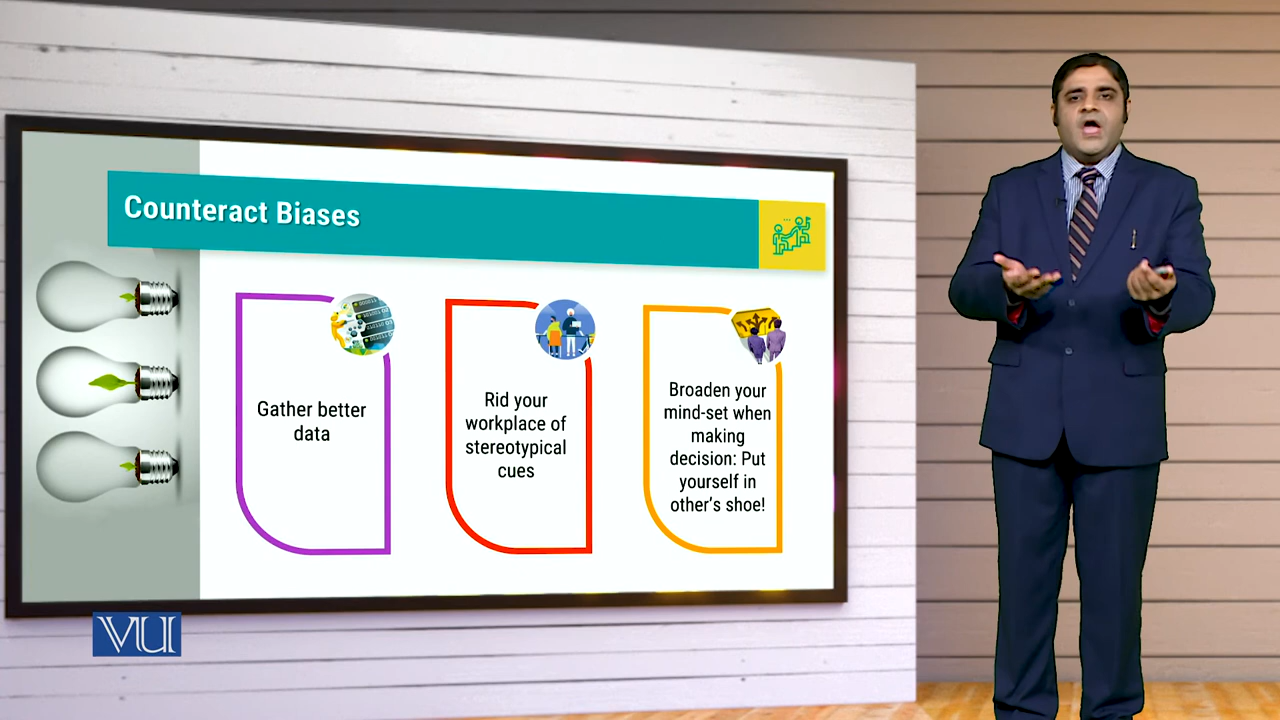 Counteract Biases
Gather better
data
Rid your
workplace of
stereotypical
cues
Broaden your
mind-set when
making
decision: Put
yourself in
other's shoe!
VU